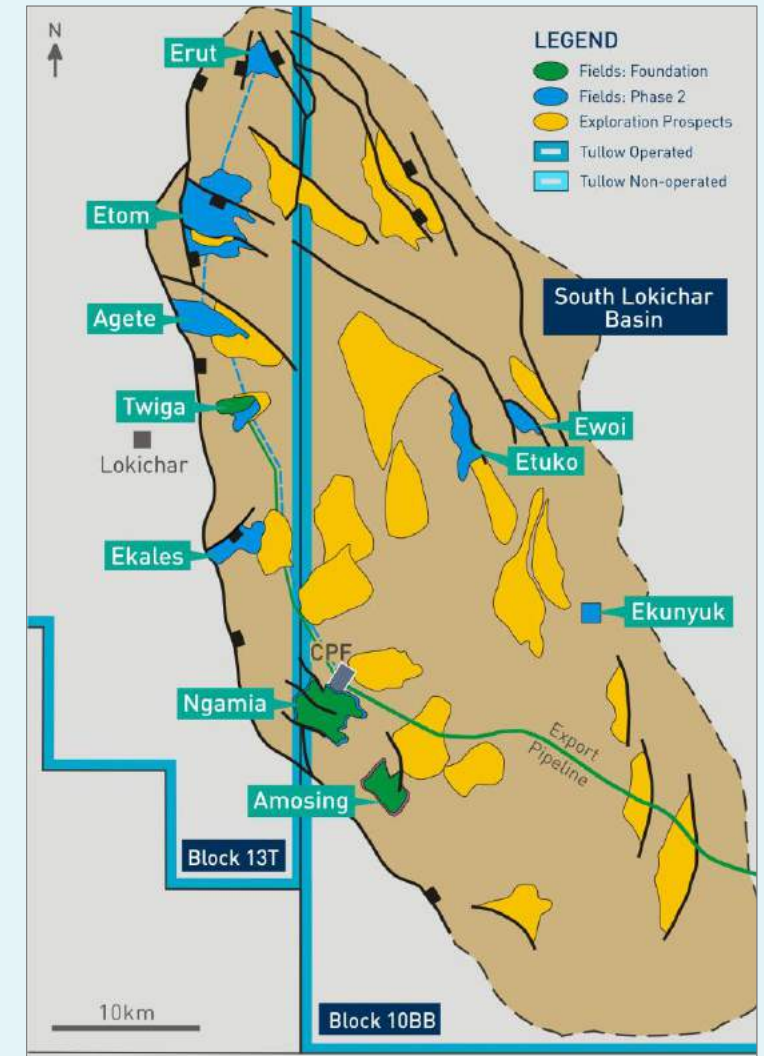 N
Erut
LEGEND
Fields: Foundation
Fields: Phase 2
Exploration Prospects
Tullow Operated
Tullow Non-operated
Etom
South Lokichar
Basin
Agete
Twiga
Ewoi
Lokichar
Etuko
Ekales
Ekunyuk
CPF
Ngamia
Export
Pipeline
Amosing
Block 13T
10km
Block 10BB